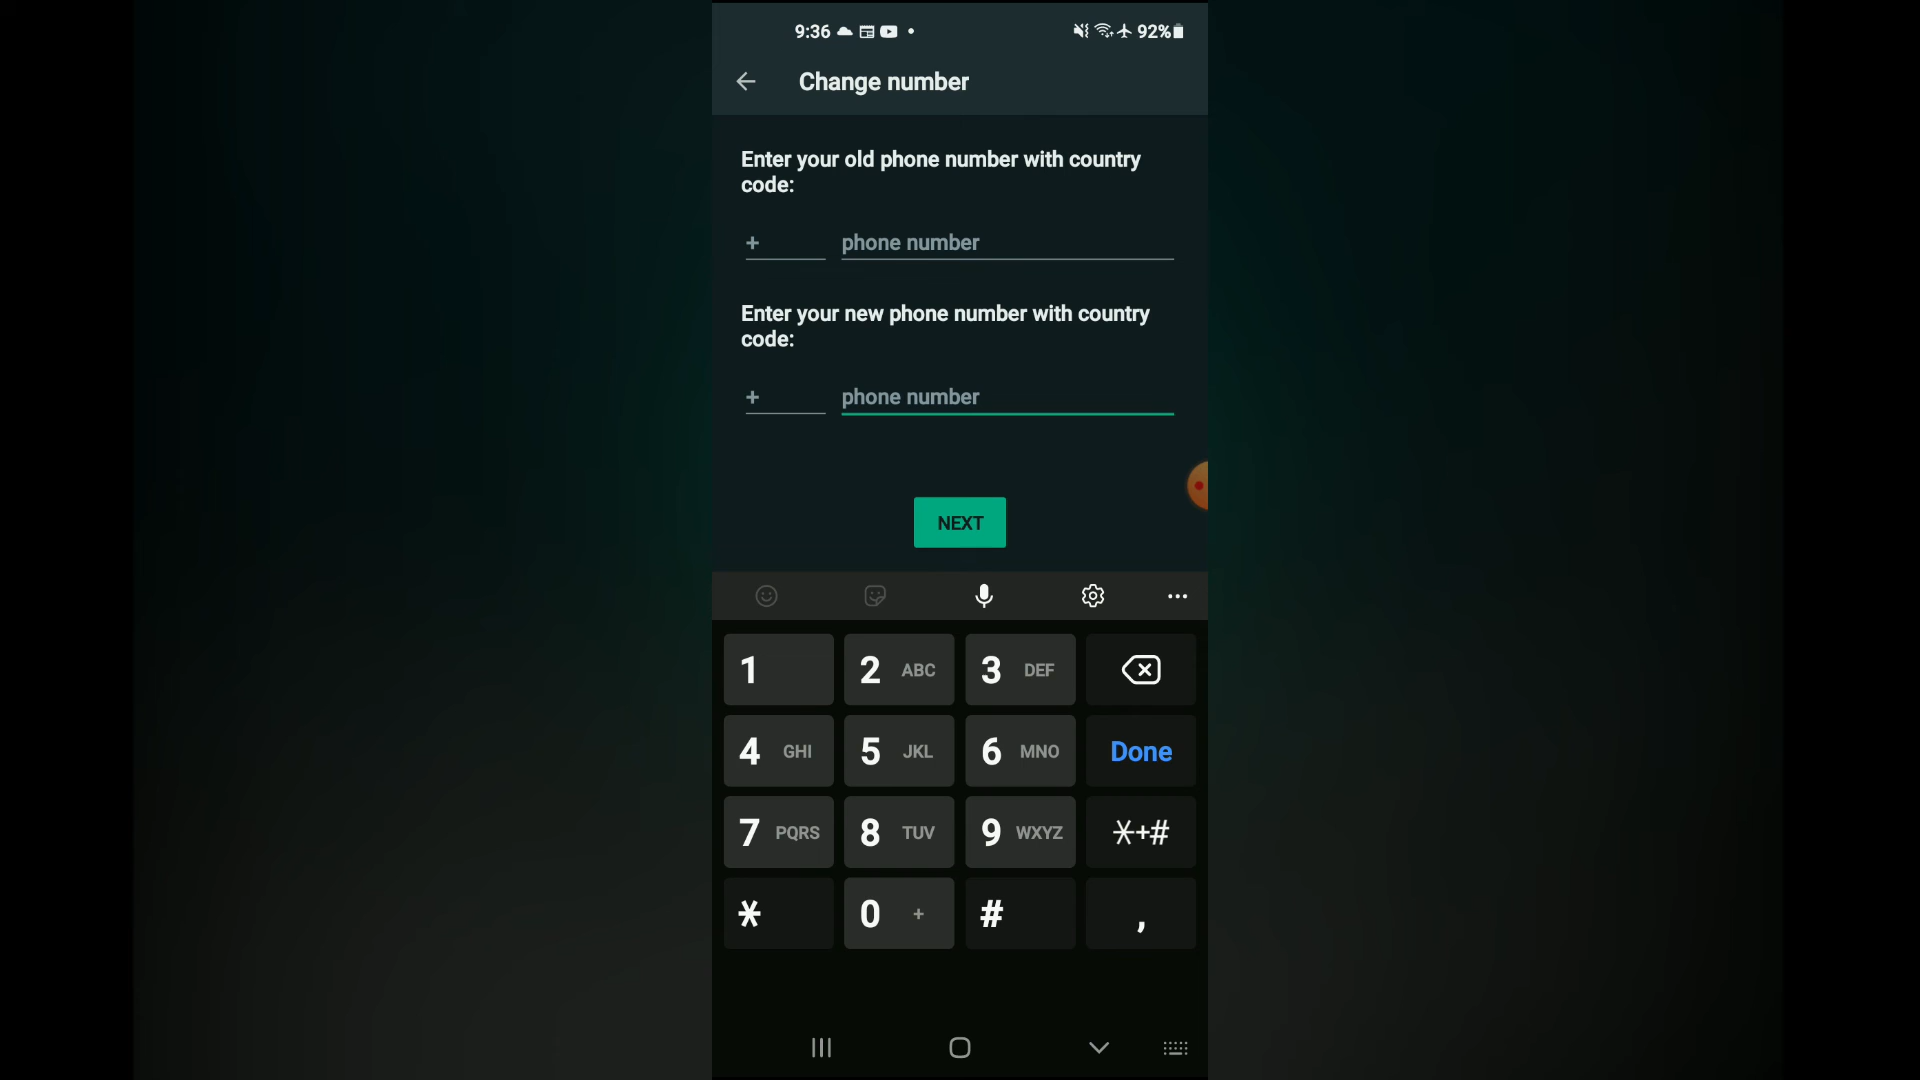 9:36 92%
Change number
Enter your old phone number with country
code:
+ phone number
Enter your new phone number with country
code:
+ phone number
NEXT
1 2 ABC 3 DEF
4 GHI 5 JKL 6 MNO Done
7 PQRS 8 TUV 9 WXYZ *+#
* 0 + # ,